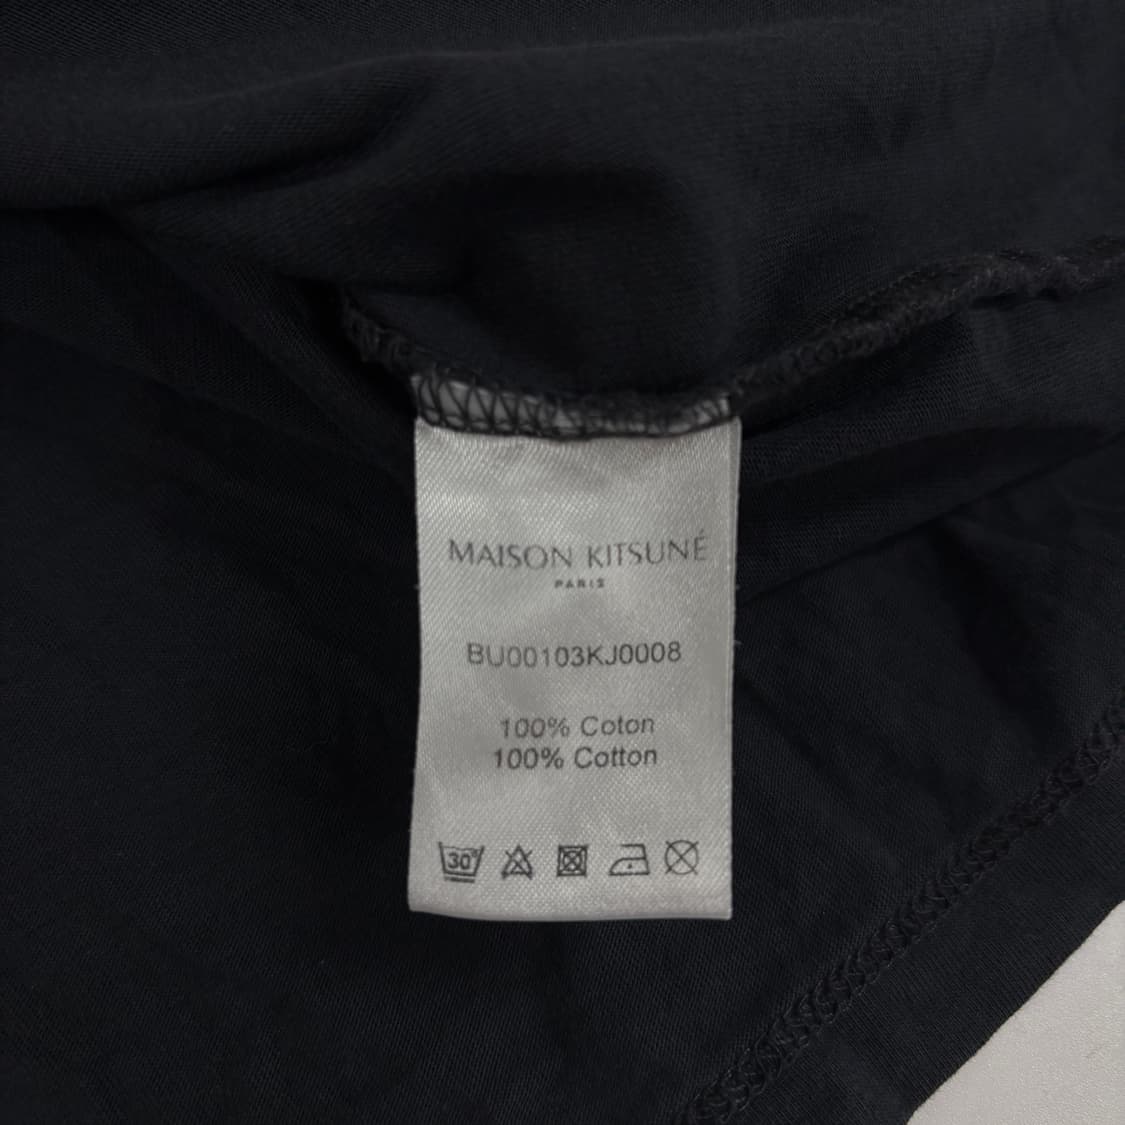 MAISON KITSUNÉ
PARIS
BU00103KJ0008
100% Coton
100% Cotton
30°